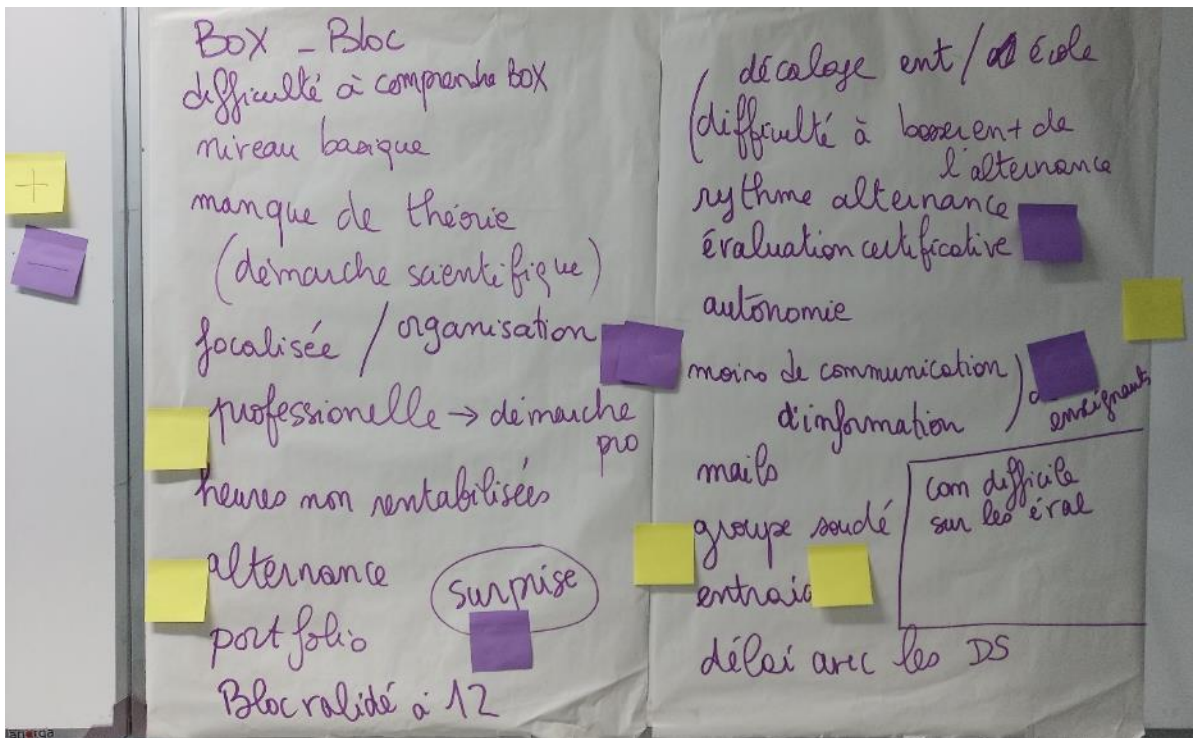 +
-
Box - Bloc
difficulté à comprendre Box
niveau basique
manque de théorie
(démarche scientifique)
focalisée / organisation
professionelle → démarche
pro
heures non rentabilisées
alternance
surprise
portfolio
Bloc validé à 12
décalage ent / école
(difficulté à
l'alternance
rythme alternance
évaluation certificative
autonomie
moins de communication )
d'information
enseignants
mails
com difficile
sur les éval
groupe soudé
entraid
délai avec les DS